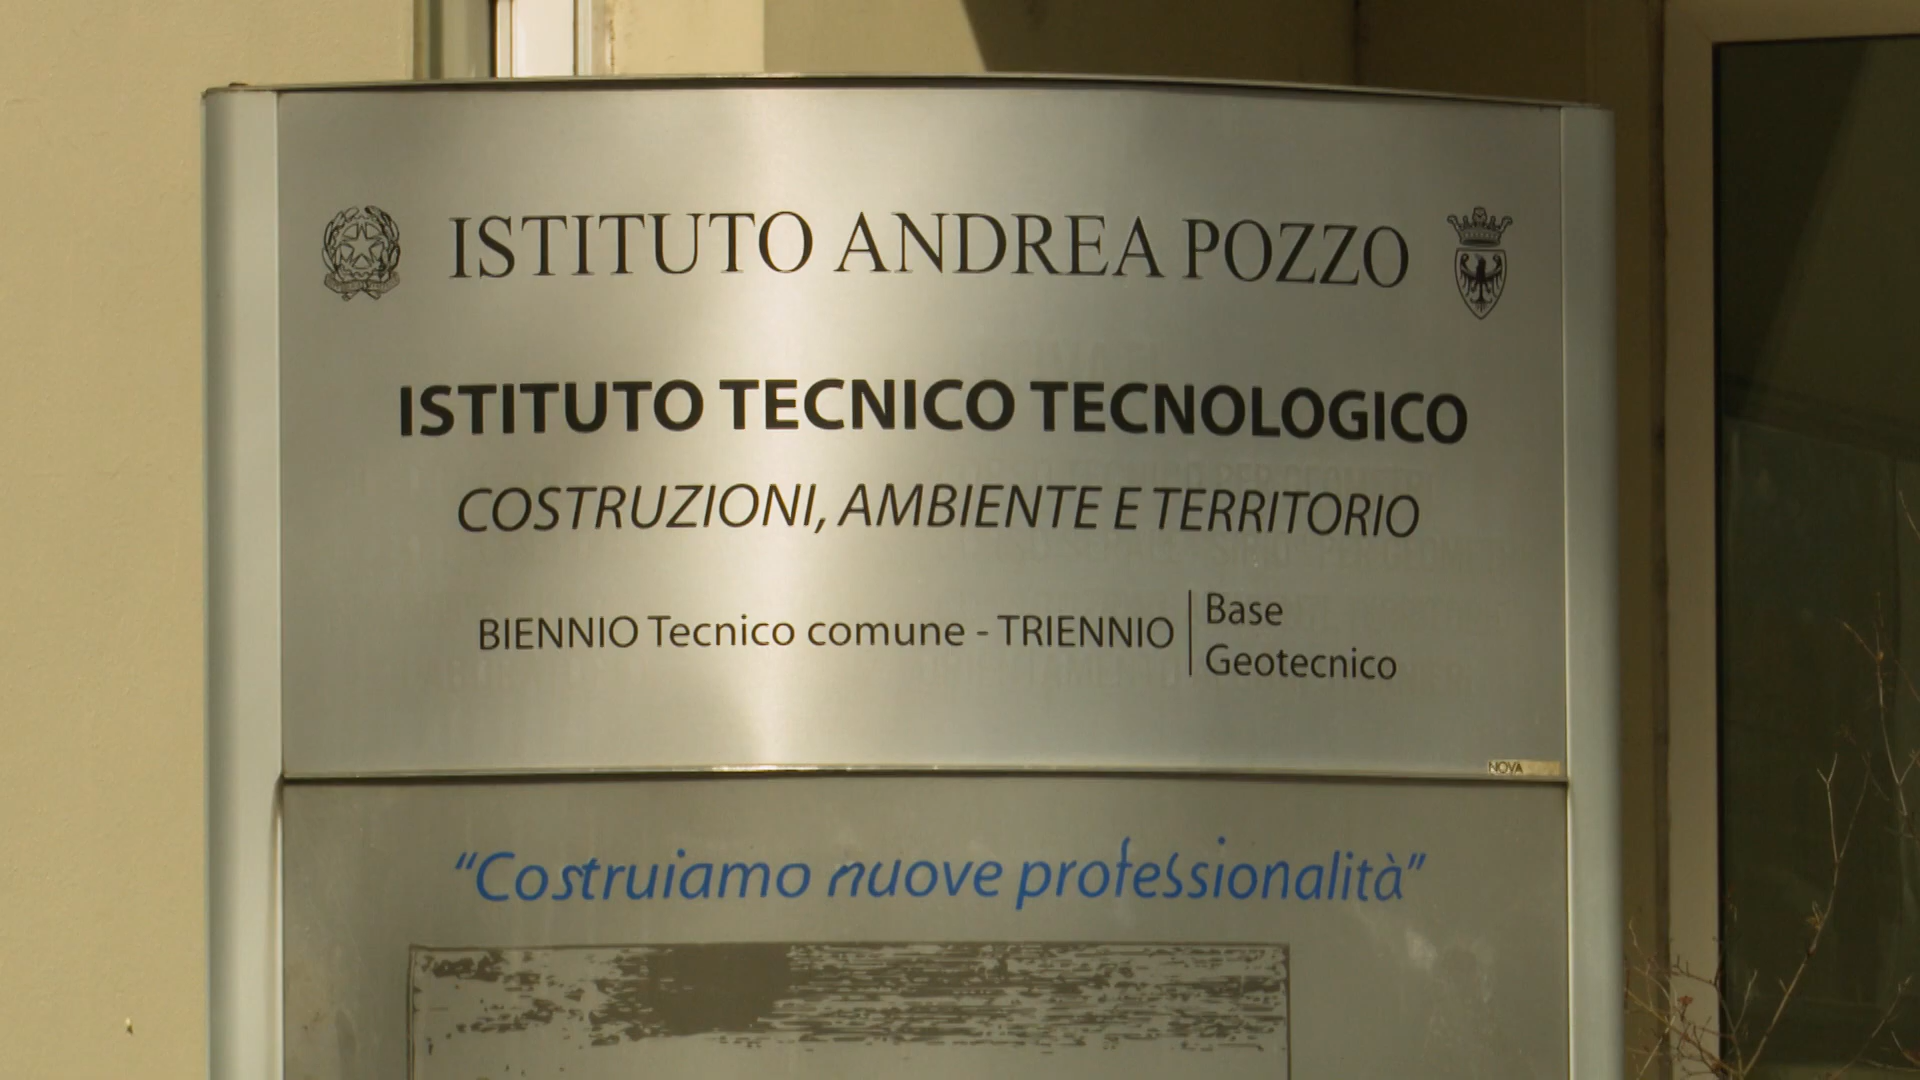 ISTITUTO ANDREA POZZO
ISTITUTO TECNICO TECNOLOGICO
COSTRUZIONI, AMBIENTE E TERRITORIO
BIENNIO Tecnico comune - TRIENNIO
Base
Geotecnico
NOVA
“Costruiamo nuove professionalità”